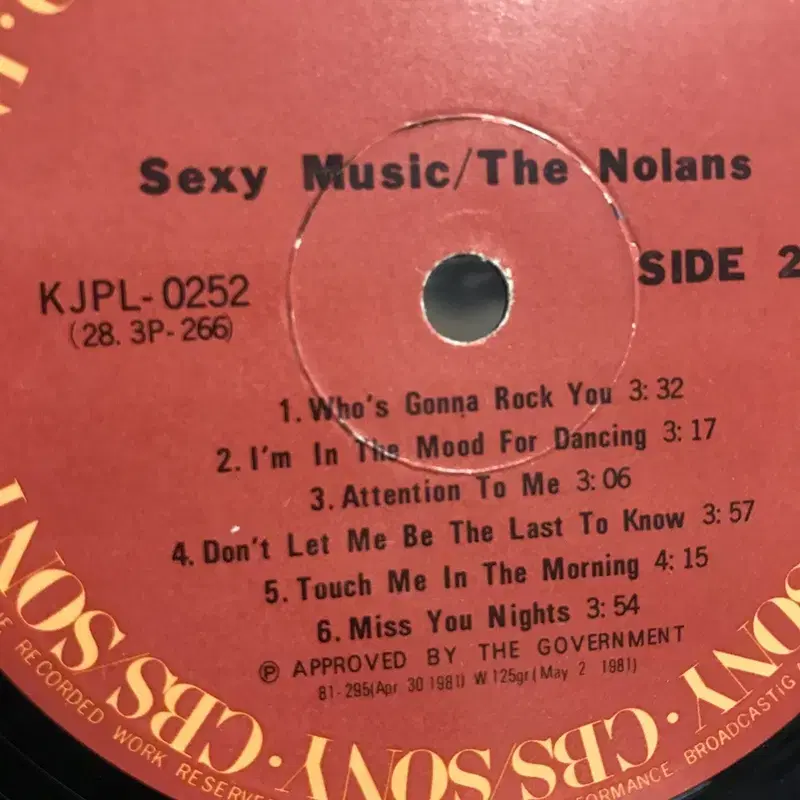 Sexy Music/The Nolans
SIDE 2
KJPL-0252
(28. 3P-266)
1. Who's Gonna Rock You 3:32
2. I'm In The Mood For Dancing 3:17
3. Attention To Me 3:06
4. Don't Let Me Be The Last To Know 3:57
5. Touch Me In The Morning 4:15
6. Miss You Nights 3:54
Ⓟ APPROVED BY THE GOVERNMENT
81-295(Apr 30 1981) W 125gr(May 2 1981)
SONY · CBS/SONY · CBS/SONY · CBS/SONY
RECORDED WORK RESERVE
PERFORMANCE BROADCASTiG